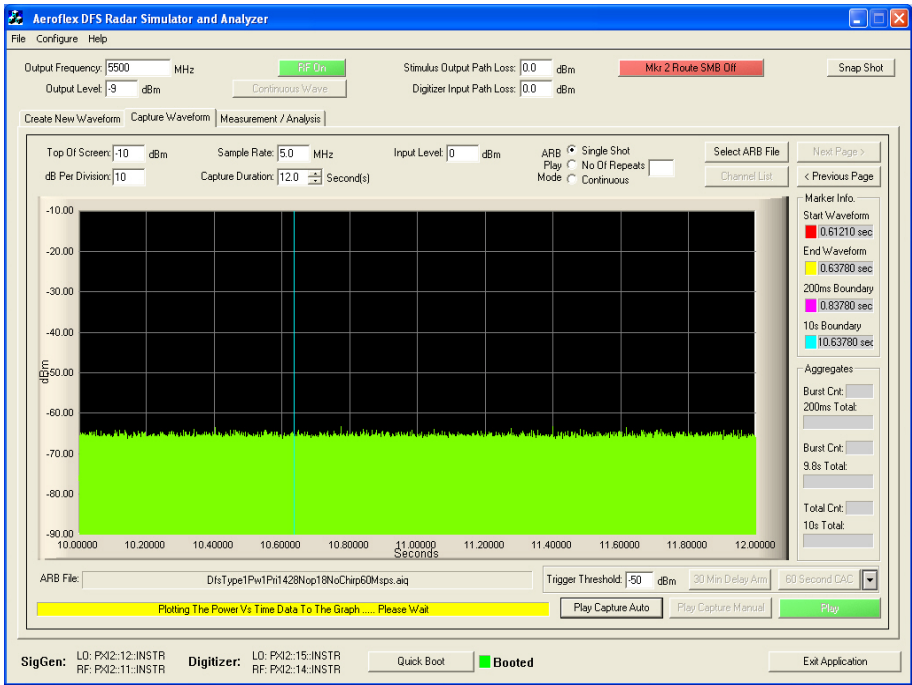 Aeroflex DFS Radar Simulator and Analyzer
File Configure Help
Output Frequency: 5500 MHz RF On Stimulus Output Path Loss: 0.0 dBm Mkr 2 Route SMB Off Snap Shot
Output Level: -9 dBm Continuous Wave Digitizer Input Path Loss: 0.0 dBm
Create New Waveform Capture Waveform Measurement / Analysis
Top Of Screen: -10 dBm Sample Rate: 5.0 MHz Input Level: 0 dBm ARB Single Shot Select ARB File Next Page >
Play No Of Repeats
dB Per Division: 10 Capture Duration: 12.0 Second(s) Mode Continuous Channel List < Previous Page
Marker Info.
Start Waveform
0.61210 sec
End Waveform
0.63780 sec
200ms Boundary
0.83780 sec
10s Boundary
10.63780 sec
Aggregates
Burst Cnt:
200ms Total:
Burst Cnt:
9.8s Total:
Total Cnt:
10s Total:
-10.00
-20.00
-30.00
-40.00
-50.00
-60.00
-70.00
-80.00
-90.00
dBm
10.00000 10.20000 10.40000 10.60000 10.80000 11.00000 11.20000 11.40000 11.60000 11.80000 12.00000
Seconds
ARB File: DfsType1Pw1Pri1428Nop18NoChirp60Msps.aiq Trigger Threshold: -50 dBm 30 Min Delay Arm 60 Second CAC
Plotting The Power Vs Time Data To The Graph ..... Please Wait Play Capture Auto Play Capture Manual Play
SigGen: LO: PXI2::12::INSTR Digitizer: LO: PXI2::15::INSTR Quick Boot Booted Exit Application
RF: PXI2::11::INSTR RF: PXI2::14::INSTR